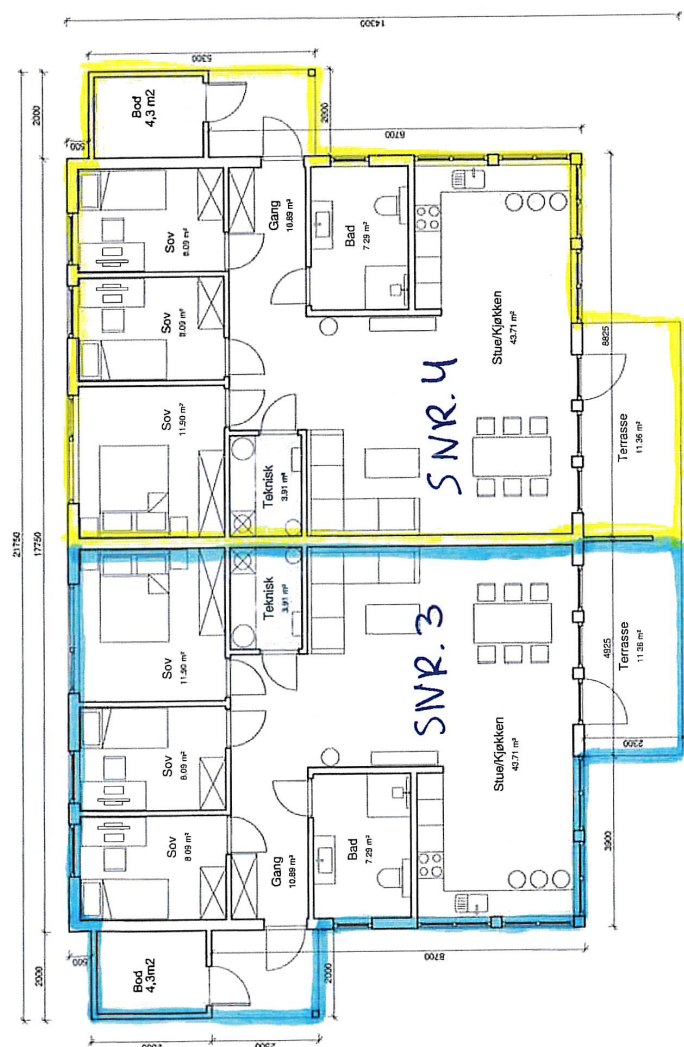 21750
2000
17750
2000
500
500
Bod
4,3m2
Sov
8.09 m²
Sov
8.09 m²
Sov
11.50 m²
Sov
11.50 m²
Sov
8.09 m²
Sov
8.09 m²
Bod
4,3 m2
5300
14300
Gang
10.89 m²
Teknisk
3.91 m²
Teknisk
3.91 m²
Gang
10.89 m²
2000
Bad
7.29 m²
Bad
7.29 m²
2000
8700
SNR. 3
SNR. 4
Stue/Kjøkken
43.71 m²
Stue/Kjøkken
43.71 m²
3900
4925
8825
2300
Terrasse
11.36 m²
Terrasse
11.36 m²